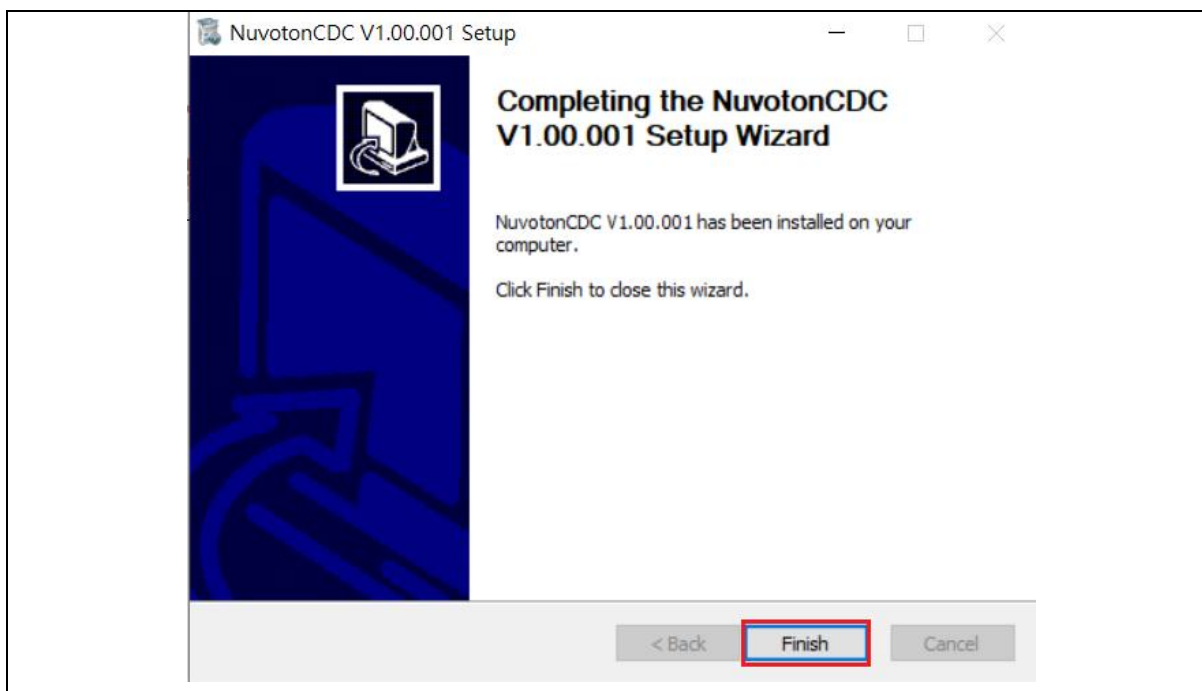 NuvotonCDC V1.00.001 Setup
Completing the NuvotonCDC
V1.00.001 Setup Wizard
NuvotonCDC V1.00.001 has been installed on your
computer.
Click Finish to close this wizard.
< Back
Finish
Cancel